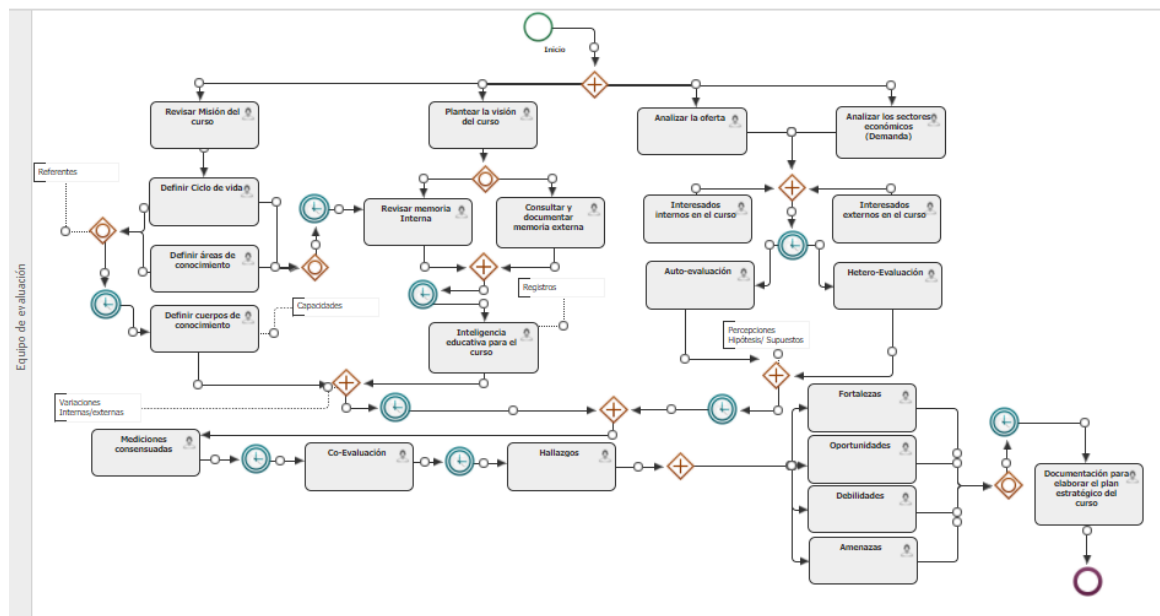 Equipo de evaluación
Inicio
Revisar Misión del
curso
Plantear la visión
del curso
Analizar la oferta
Analizar los sectores
económicos
(Demanda)
Referentes
Definir Ciclo de vida
Revisar memoria
Interna
Consultar y
documentar
memoria externa
Interesados
internos en el curso
Interesados
externos en el curso
Definir áreas de
conocimiento
Auto-evaluación
Hetero-Evaluación
Registros
Capacidades
Definir cuerpos de
conocimiento
Inteligencia
educativa para el
curso
Percepciones
Hipótesis/ Supuestos
Variaciones
Internas/externas
Fortalezas
Mediciones
consensuadas
Co-Evaluación
Hallazgos
Oportunidades
Documentación para
elaborar el plan
estratégico del
curso
Debilidades
Amenazas